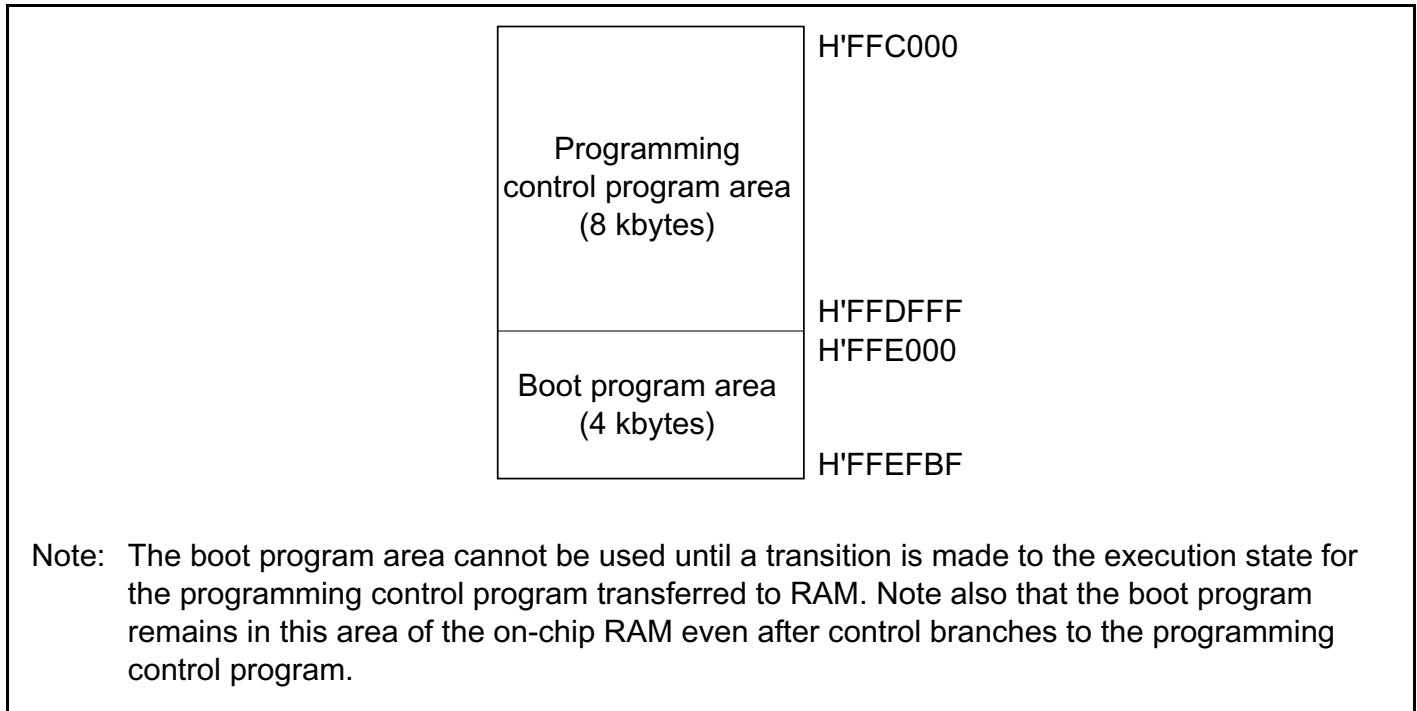 H'FFC000
Programming
control program area
(8 kbytes)
H'FFDFFF
H'FFE000
Boot program area
(4 kbytes)
H'FFEFBF
Note: The boot program area cannot be used until a transition is made to the execution state for
the programming control program transferred to RAM. Note also that the boot program
remains in this area of the on-chip RAM even after control branches to the programming
control program.